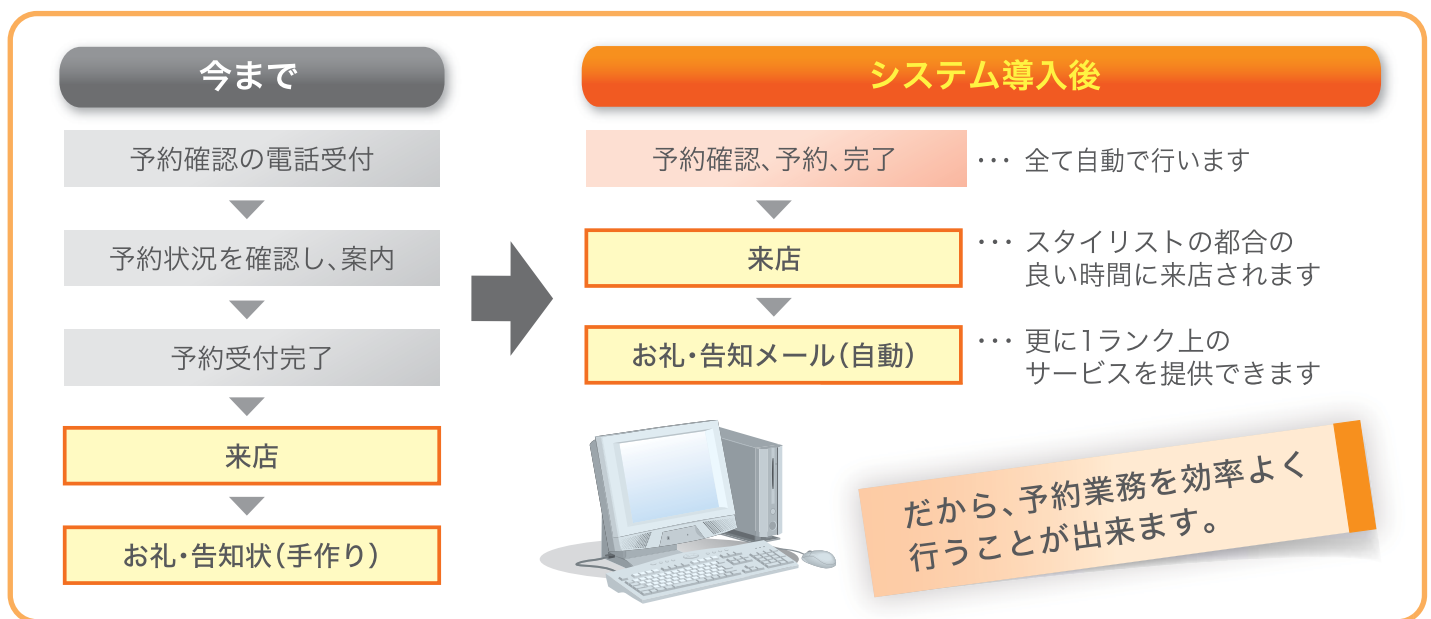 今まで
予約確認の電話受付
予約状況を確認し、案内
予約受付完了
来店
お礼・告知状（手作り）
システム導入後
予約確認、予約、完了
･･･ 全て自動で行います
来店
･･･ スタイリストの都合の
良い時間に来店されます
お礼・告知メール（自動）
･･･ 更に1ランク上の
サービスを提供できます
だから、予約業務を効率よく
行うことが出来ます。